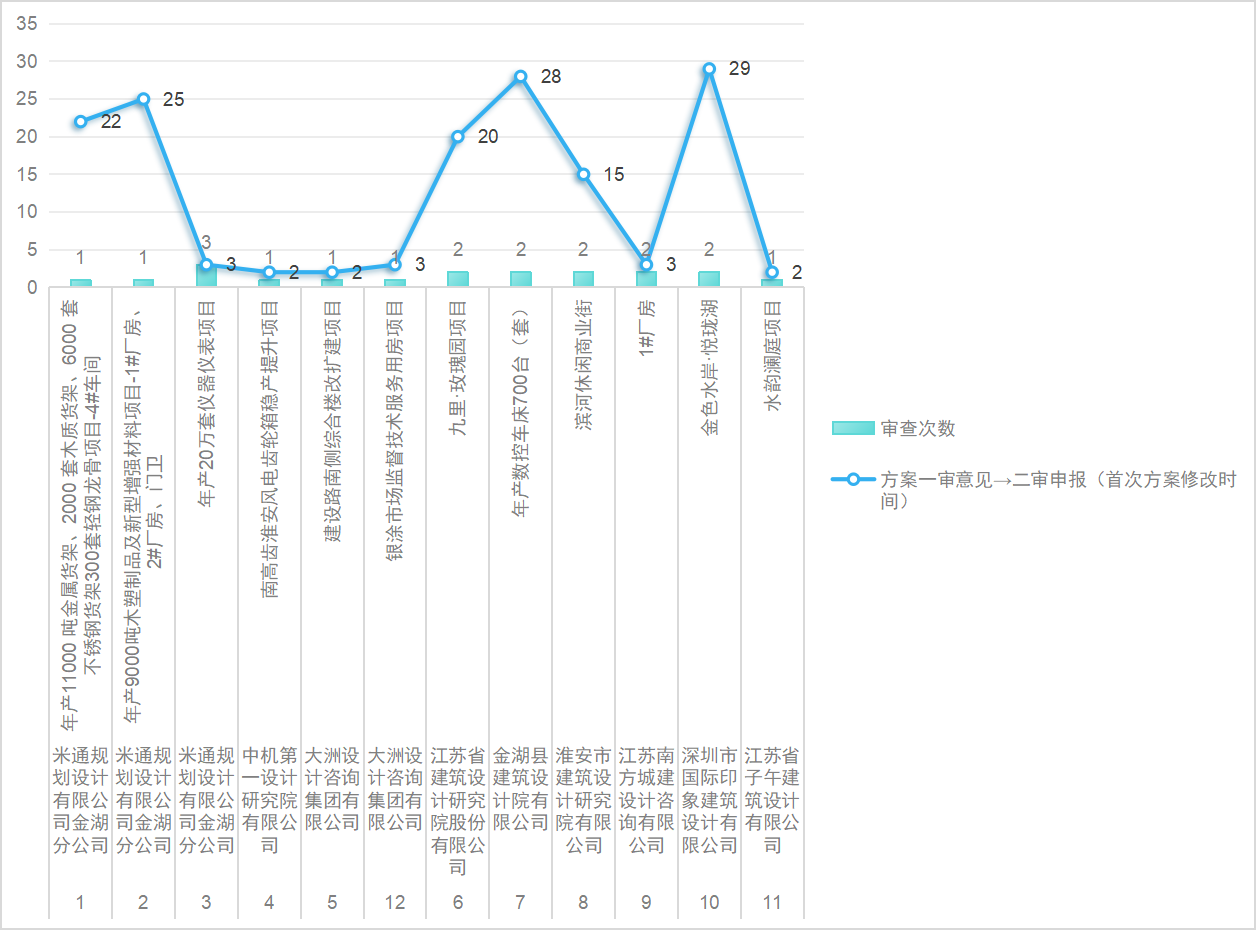 35
30
25
20
15
10
5
0
22
25
3
2
2
3
20
28
15
3
29
2
1
1
3
1
1
1
2
2
2
2
2
1
年产11000 吨金属货架、2000 套木质货架、6000 套
不锈钢货架300套轻钢龙骨项目-4#车间
年产9000吨木塑制品及新型增强材料项目-1#厂房、
2#厂房、门卫
年产20万套仪器仪表项目
南高齿淮安风电齿轮箱稳产提升项目
建设路南侧综合楼改扩建项目
银涂市场监督技术服务用房项目
九里·玫瑰园项目
年产数控车床700台（套）
滨河休闲商业街
1#厂房
金色水岸·悦珑湖
水韵澜庭项目
米通规
划设计
有限公
司金湖
分公司
米通规
划设计
有限公
司金湖
分公司
米通规
划设计
有限公
司金湖
分公司
中机第
一设计
研究院
有限公
司
大洲设
计咨询
集团有
限公司
大洲设
计咨询
集团有
限公司
江苏省
建筑设
计研究
院股份
有限公
司
金湖县
建筑设
计院有
限公司
淮安市
建筑设
计研究
院有限
公司
江苏南
方城建
设计咨
询有限
公司
深圳市
国际印
象建筑
设计有
限公司
江苏省
子午建
筑设计
有限公
司
1
2
3
4
5
12
6
7
8
9
10
11
审查次数
方案一审意见→二审申报（首次方案修改时
间）